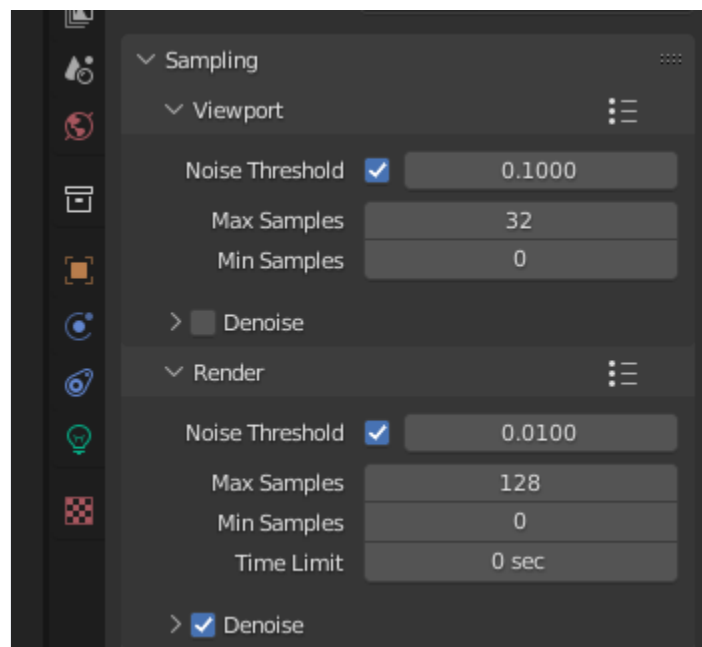 Sampling
Viewport
Noise Threshold 0.1000
Max Samples 32
Min Samples 0
Denoise
Render
Noise Threshold 0.0100
Max Samples 128
Min Samples 0
Time Limit 0 sec
Denoise